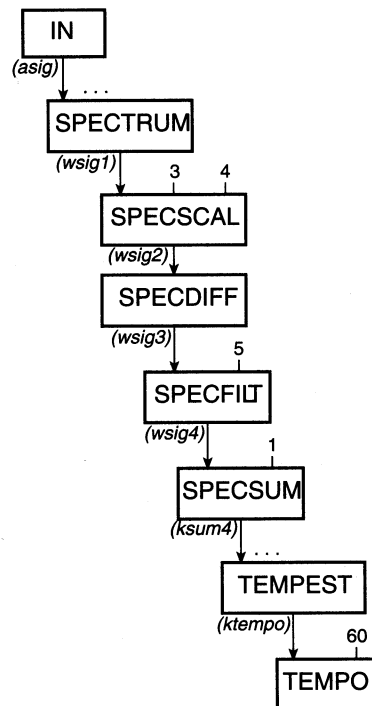 IN
(asig)
...
SPECTRUM
(wsig1)
3 4
SPECSCAL
(wsig2)
SPECDIFF
(wsig3)
5
SPECFILT
(wsig4)
1
SPECSUM
(ksum4)
...
TEMPEST
(ktempo)
60
TEMPO